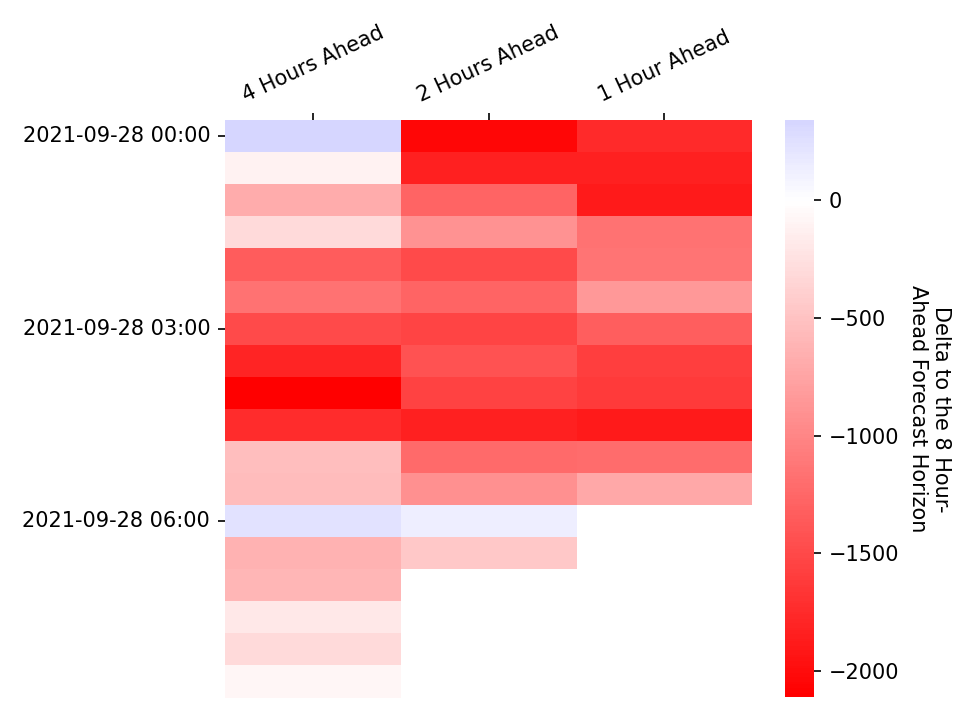 4 Hours Ahead
2 Hours Ahead
1 Hour Ahead
2021-09-28 00:00
2021-09-28 03:00
2021-09-28 06:00
0
−500
−1000
−1500
−2000
Delta to the 8 Hour-
Ahead Forecast Horizon